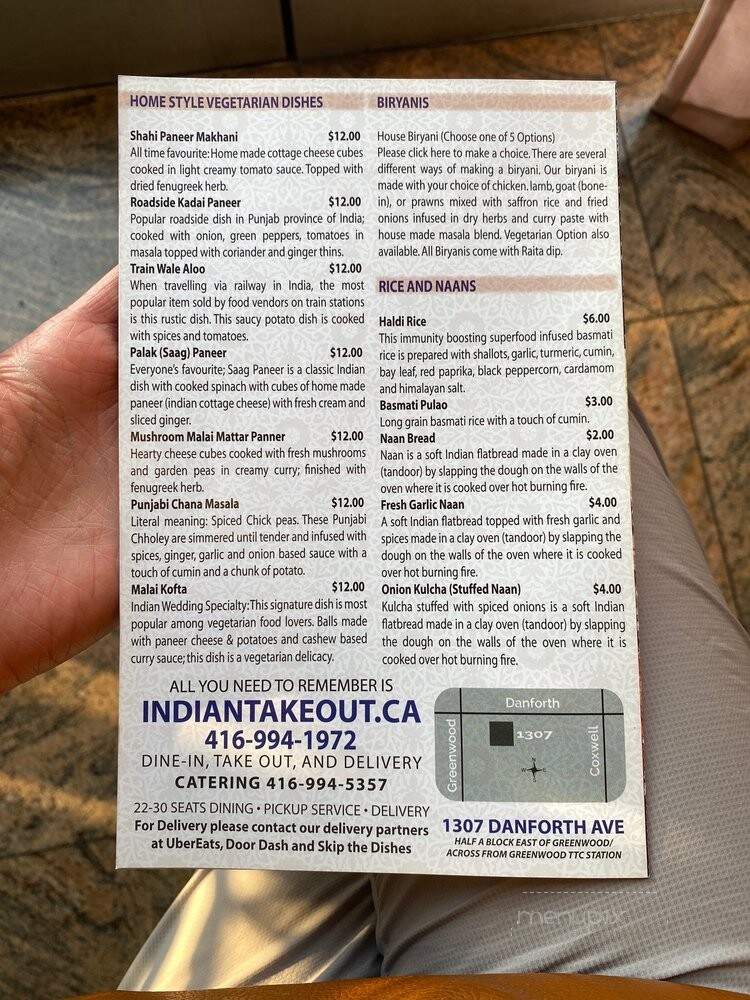 HOME STYLE VEGETARIAN DISHES
Shahi Paneer Makhani $12.00
All time favourite: Home made cottage cheese cubes
cooked in light creamy tomato sauce. Topped with
dried fenugreek herb.
Roadside Kadai Paneer $12.00
Popular roadside dish in Punjab province of India;
cooked with onion, green peppers, tomatoes in
masala topped with coriander and ginger thins.
Train Wale Aloo $12.00
When travelling via railway in India, the most
popular item sold by food vendors on train stations
is this rustic dish. This saucy potato dish is cooked
with spices and tomatoes.
Palak (Saag) Paneer $12.00
Everyone's favourite; Saag Paneer is a classic Indian
dish with cooked spinach with cubes of home made
paneer (indian cottage cheese) with fresh cream and
sliced ginger.
Mushroom Malai Mattar Panner $12.00
Hearty cheese cubes cooked with fresh mushrooms
and garden peas in creamy curry; finished with
fenugreek herb.
Punjabi Chana Masala $12.00
Literal meaning: Spiced Chick peas. These Punjabi
Chholey are simmered until tender and infused with
spices, ginger, garlic and onion based sauce with a
touch of cumin and a chunk of potato.
Malai Kofta $12.00
Indian Wedding Specialty: This signature dish is most
popular among vegetarian food lovers. Balls made
with paneer cheese & potatoes and cashew based
curry sauce; this dish is a vegetarian delicacy.
BIRYANIS
House Biryani (Choose one of 5 Options)
Please click here to make a choice. There are several
different ways of making a biryani. Our biryani is
made with your choice of chicken. lamb, goat (bone-
in), or prawns mixed with saffron rice and fried
onions infused in dry herbs and curry paste with
house made masala blend. Vegetarian Option also
available. All Biryanis come with Raita dip.
RICE AND NAANS
Haldi Rice $6.00
This immunity boosting superfood infused basmati
rice is prepared with shallots, garlic, turmeric, cumin,
bay leaf, red paprika, black peppercorn, cardamom
and himalayan salt.
Basmati Pulao $3.00
Long grain basmati rice with a touch of cumin.
Naan Bread $2.00
Naan is a soft Indian flatbread made in a clay oven
(tandoor) by slapping the dough on the walls of the
oven where it is cooked over hot burning fire.
Fresh Garlic Naan $4.00
A soft Indian flatbread topped with fresh garlic and
spices made in a clay oven (tandoor) by slapping the
dough on the walls of the oven where it is cooked
over hot burning fire.
Onion Kulcha (Stuffed Naan) $4.00
Kulcha stuffed with spiced onions is a soft Indian
flatbread made in a clay oven (tandoor) by slapping
the dough on the walls of the oven where it is
cooked over hot burning fire.
ALL YOU NEED TO REMEMBER IS
INDIANTAKEOUT.CA
416-994-1972
DINE-IN, TAKE OUT, AND DELIVERY
CATERING 416-994-5357
22-30 SEATS DINING • PICKUP SERVICE • DELIVERY
For Delivery please contact our delivery partners
at UberEats, Door Dash and Skip the Dishes
Danforth
Greenwood
1307
Coxwell
W E
1307 DANFORTH AVE
HALF A BLOCK EAST OF GREENWOOD/
ACROSS FROM GREENWOOD TTC STATION
menupix